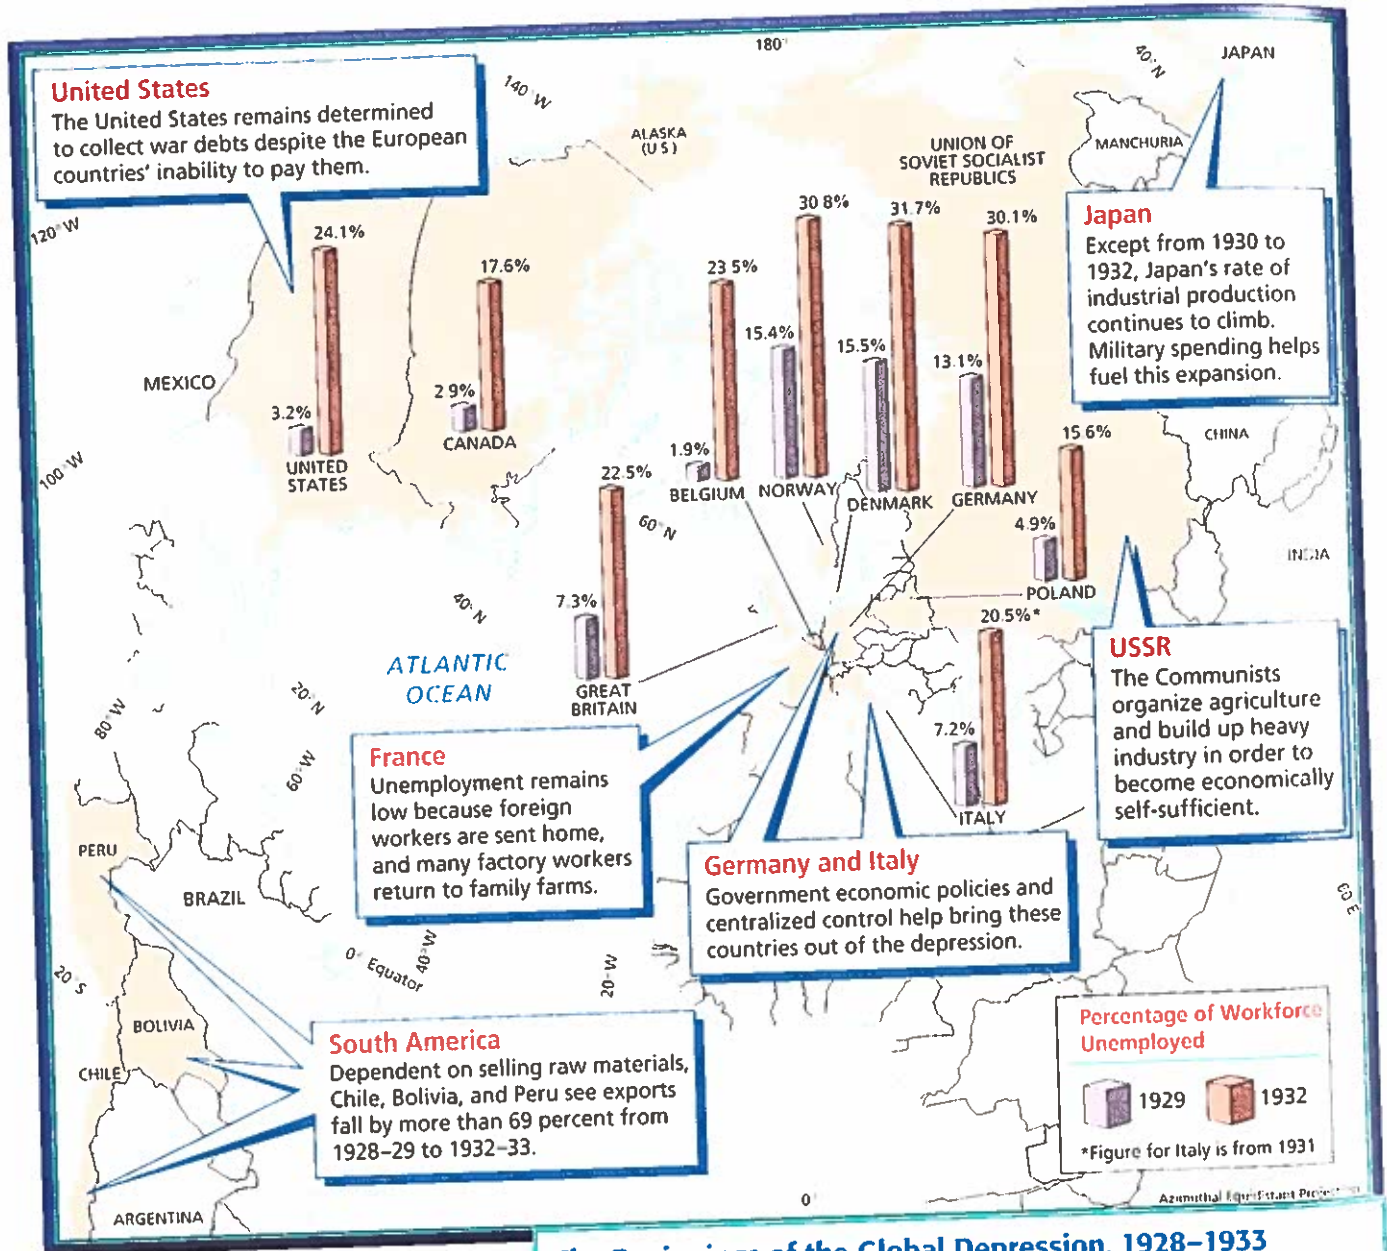 180°
40°N
JAPAN
United States
The United States remains determined
to collect war debts despite the European
countries' inability to pay them.
140°W
ALASKA
(U S)
UNION OF
SOVIET SOCIALIST
REPUBLICS
MANCHURIA
Japan
Except from 1930 to
1932, Japan's rate of
industrial production
continues to climb.
Military spending helps
fuel this expansion.
120°W
24.1%
17.6%
23 5%
30 8%
31.7%
30.1%
MEXICO
3.2%
2 9%
1.9%
15.4%
15.5%
13.1%
UNITED
STATES
CANADA
BELGIUM
NORWAY
DENMARK
GERMANY
15 6%
CHINA
100°W
22.5%
60°N
4.9%
INDIA
POLAND
7.3%
40°N
20.5%*
ATLANTIC
OCEAN
GREAT
BRITAIN
20°N
80°W
60°W
USSR
The Communists
organize agriculture
and build up heavy
industry in order to
become economically
self-sufficient.
7.2%
ITALY
France
Unemployment remains
low because foreign
workers are sent home,
and many factory workers
return to family farms.
Germany and Italy
Government economic policies and
centralized control help bring these
countries out of the depression.
PERU
BRAZIL
60 E
0° Equator
40°W
20°W
20°S
BOLIVIA
CHILE
South America
Dependent on selling raw materials,
Chile, Bolivia, and Peru see exports
fall by more than 69 percent from
1928–29 to 1932–33.
Percentage of Workforce
Unemployed
1929
1932
*Figure for Italy is from 1931
0°
Azimuthal Equidistant
ARGENTINA
of the Global Depression, 1928–1933